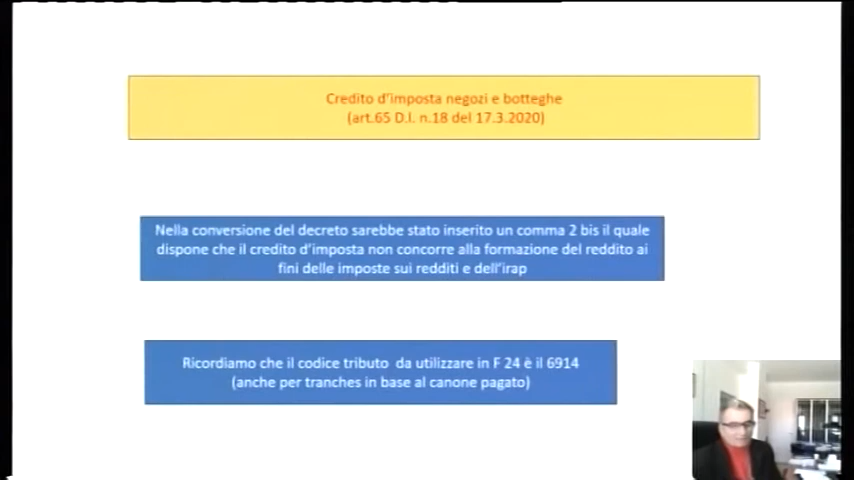 Credito d'imposta negozi e botteghe
(art.65 D.l. n.18 del 17.3.2020)
Nella conversione del decreto sarebbe stato inserito un comma 2 bis il quale
dispone che il credito d'imposta non concorre alla formazione del reddito ai
fini delle imposte sui redditi e dell'irap
Ricordiamo che il codice tributo da utilizzare in F 24 è il 6914
(anche per tranches in base al canone pagato)